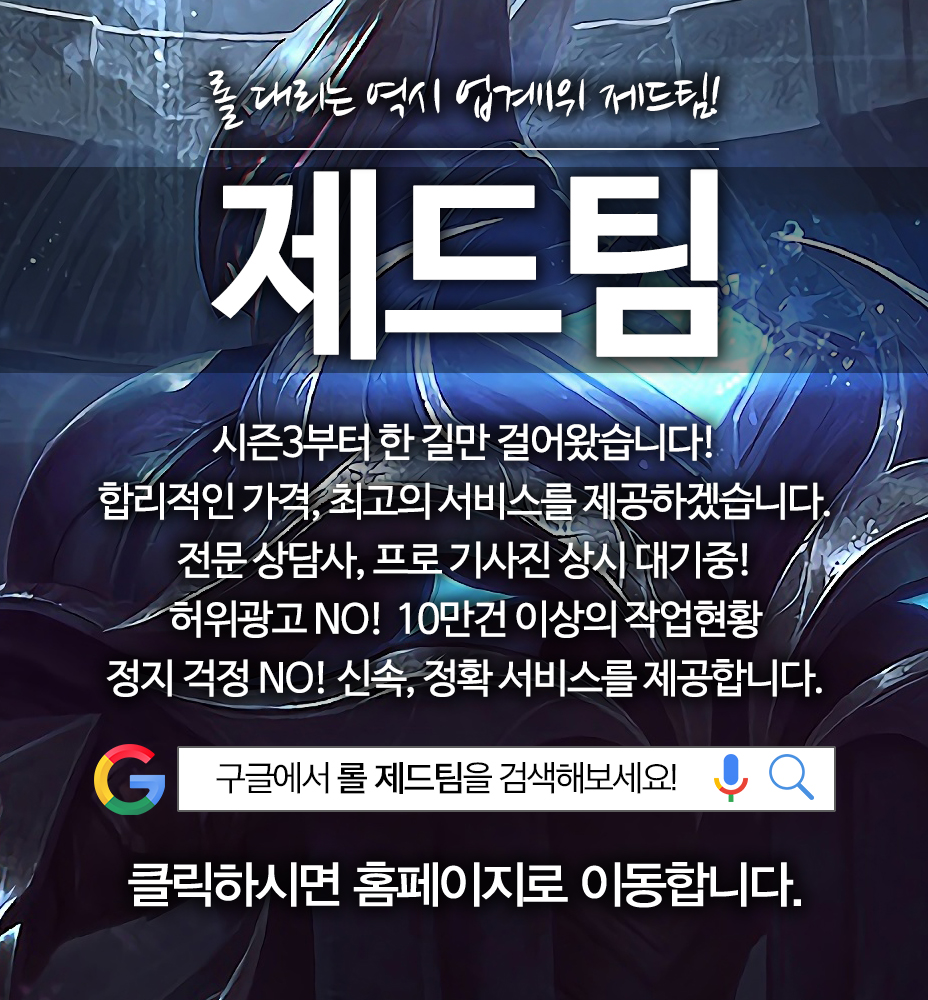 롤 대리는 역시 업계1위 제드팀!
제드팀
시즌3부터 한 길만 걸어왔습니다!
합리적인 가격, 최고의 서비스를 제공하겠습니다.
전문 상담사, 프로 기사진 상시 대기중!
허위광고 NO! 10만건 이상의 작업현황
정지 걱정 NO! 신속, 정확 서비스를 제공합니다.
구글에서 롤 제드팀을 검색해보세요!
클릭하시면 홈페이지로 이동합니다.